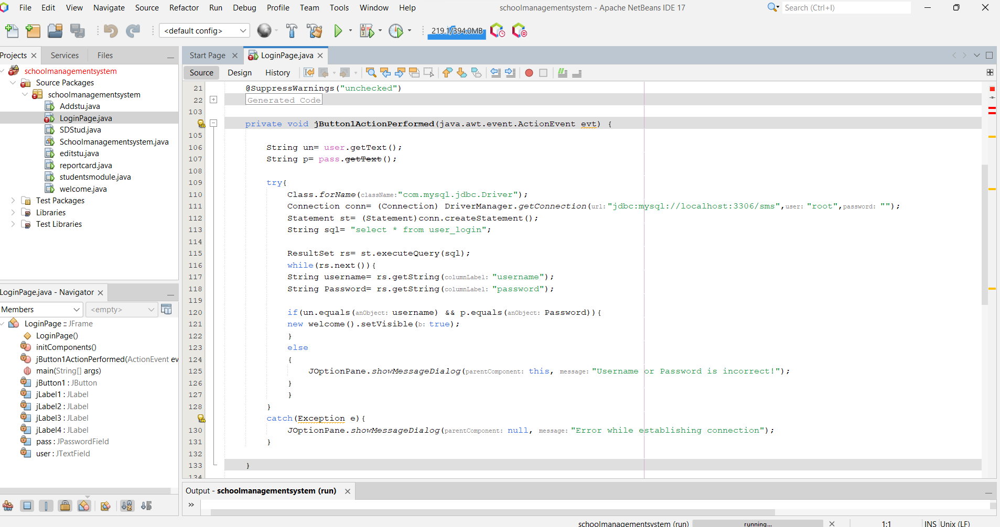 File Edit View Navigate Source Refactor Run Debug Profile Team Tools Window Help
schoolmanagementsystem - Apache NetBeans IDE 17
Search (Ctrl+I)
<default config>
219.1/394.0MB
Projects Services Files
schoolmanagementsystem
Source Packages
schoolmanagementsystem
Addstu.java
LoginPage.java
SDStud.java
Schoolmanagementsystem.java
editstu.java
reportcard.java
studentsmodule.java
welcome.java
Test Packages
Libraries
Test Libraries
LoginPage.java - Navigator
Members <empty>
LoginPage :: JFrame
LoginPage()
initComponents()
jButton1ActionPerformed(ActionEvent ev
main(String[] args)
jButton1 : JButton
jLabel1 : JLabel
jLabel2 : JLabel
jLabel3 : JLabel
jLabel4 : JLabel
pass : JPasswordField
user : JTextField
Start Page LoginPage.java
Source Design History
21 @SuppressWarnings("unchecked")
22 Generated Code
103
private void jButton1ActionPerformed(java.awt.event.ActionEvent evt) {
105
106 String un= user.getText();
107 String p= pass.getText();
108
109 try{
110 Class.forName(className:"com.mysql.jdbc.Driver");
111 Connection conn= (Connection) DriverManager.getConnection(url:"jdbc:mysql://localhost:3306/sms",user: "root",password: "");
112 Statement st= (Statement)conn.createStatement();
113 String sql= "select * from user_login";
114
115 ResultSet rs= st.executeQuery(sql);
116 while(rs.next()){
117 String username= rs.getString(columnLabel: "username");
118 String Password= rs.getString(columnLabel: "password");
119
120 if(un.equals(anObject: username) && p.equals(anObject: Password)){
121 new welcome().setVisible(b: true);
122 }
123 else
124 {
125 JOptionPane.showMessageDialog(parentComponent: this, message: "Username or Password is incorrect!");
126 }
127 }
128 }
catch(Exception e){
130 JOptionPane.showMessageDialog(parentComponent: null, message: "Error while establishing connection");
131 }
132
133 }
134
Output - schoolmanagementsystem (run)
schoolmanagementsystem (run) running... 1:1 INS Unix (LF)